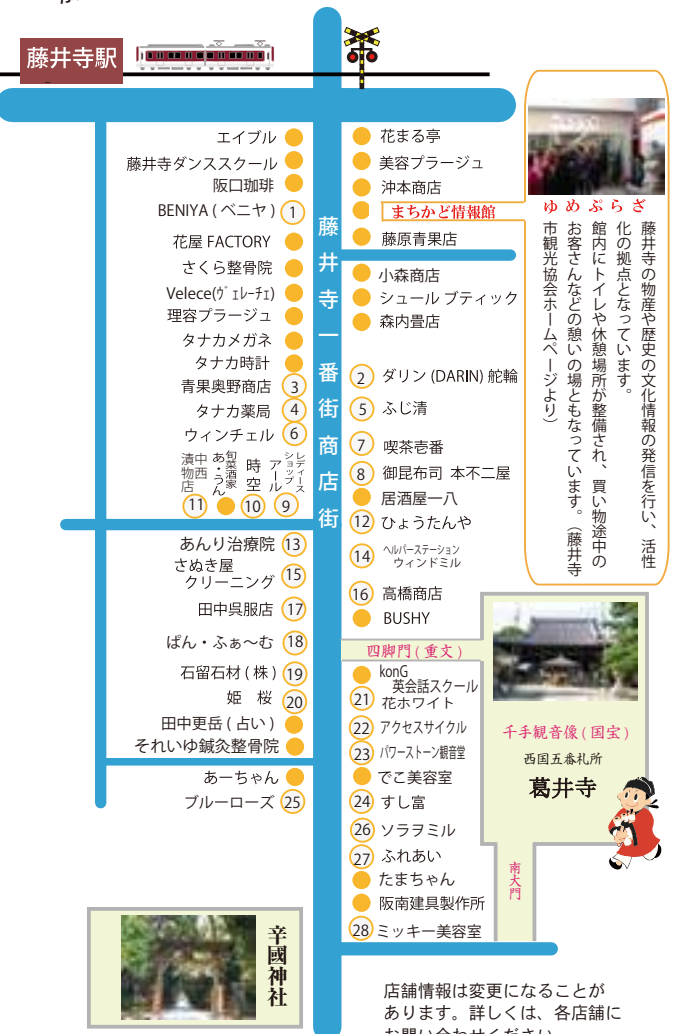 藤井寺駅
エイブル
藤井寺ダンススクール
阪口珈琲
BENIYA ( ベニヤ ) 1
花屋 FACTORY
さくら整骨院
Velece(ヴェレーチェ)
理容プラージュ
タナカメガネ
タナカ時計
青果奥野商店 3
タナカ薬局 4
ウィンチェル 6
レディースショップ アール 9
時空 10
旬菜酒家 あ・うん
中西漬物店 11
あんり治療院 13
さぬき屋
クリーニング 15
田中呉服店 17
ぱん・ふぁ～む 18
石留石材 ( 株 ) 19
姫　桜 20
田中更岳 ( 占い )
それいゆ鍼灸整骨院
あーちゃん
ブルーローズ 25
藤井寺一番街商店街
花まる亭
美容プラージュ
沖本商店
まちかど情報館
藤原青果店
小森商店
シュール ブティック
森内畳店
2 ダリン (DARIN) 舵輪
5 ふじ清
7 喫茶壱番
8 御昆布司 本不二屋
居酒屋一八
12 ひょうたんや
14 ヘルパーステーション
ウィンドミル
16 高橋商店
BUSHY
四脚門 ( 重文 )
konG
英会話スクール
21 花ホワイト
22 アクセスサイクル
23 パワーストーン観音堂
でこ美容室
24 すし富
26 ソラヲミル
27 ふれあい
たまちゃん
阪南建具製作所
28 ミッキー美容室
ゆめぷらざ
藤井寺の物産や歴史の文化情報の発信を行い、活性
化の拠点となっています。
館内にトイレや休憩場所が整備され、買い物途中の
お客さんなどの憩いの場ともなっています。（藤井寺
市観光協会ホームページより）
千手観音像 ( 国宝 )
西国五番札所
葛井寺
南大門
辛國神社
店舗情報は変更になることが
あります。詳しくは、各店舗に
お問い合わせください